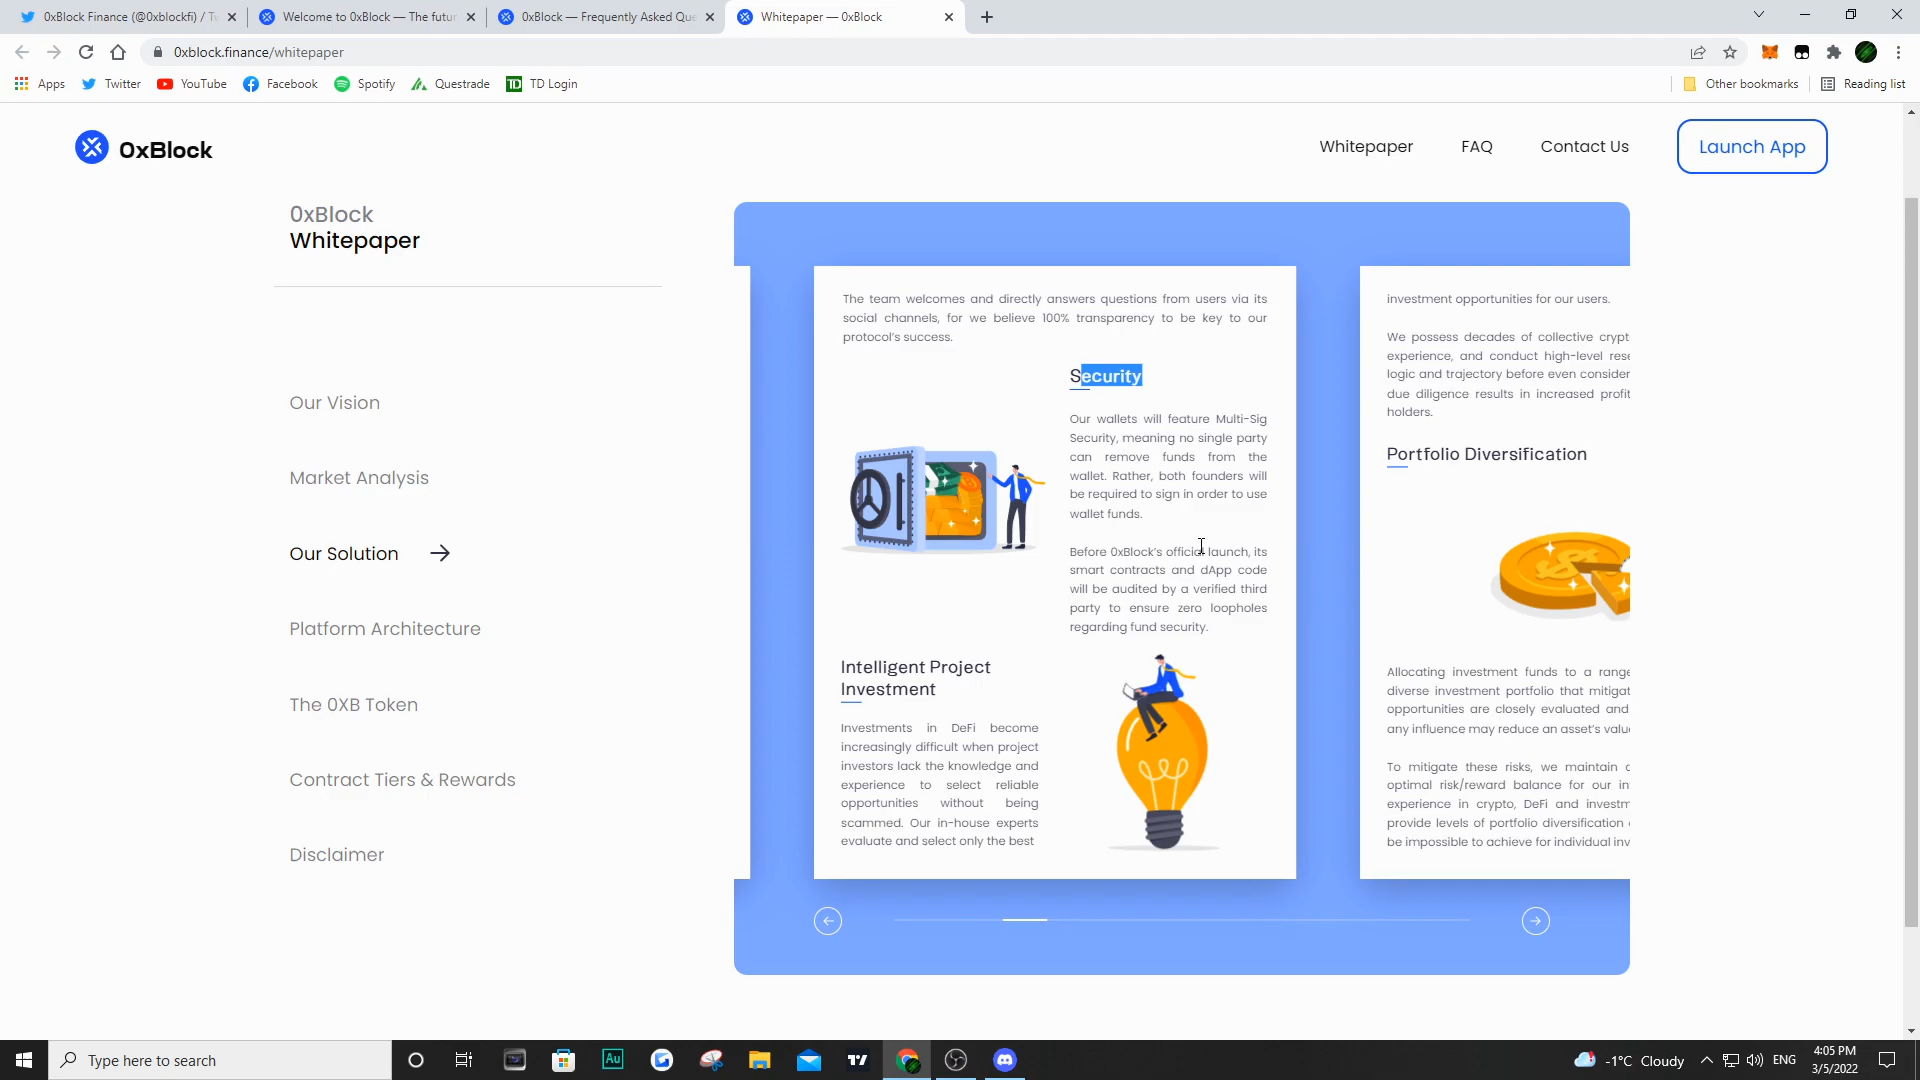 0xBlock Finance (@0xblockfi) / Tw
Welcome to 0xBlock — The futur
0xBlock — Frequently Asked Que
Whitepaper — 0xBlock
0xblock.finance/whitepaper
Apps
Twitter
YouTube
Facebook
Spotify
Questrade
TD Login
Other bookmarks
Reading list
0xBlock
Whitepaper
FAQ
Contact Us
Launch App
0xBlock
Whitepaper
Our Vision
Market Analysis
Our Solution
Platform Architecture
The 0XB Token
Contract Tiers & Rewards
Disclaimer
The team welcomes and directly answers questions from users via its
social channels, for we believe 100% transparency to be key to our
protocol's success.
Security
Our wallets will feature Multi-Sig
Security, meaning no single party
can remove funds from the
wallet. Rather, both founders will
be required to sign in order to use
wallet funds.
Before 0xBlock's official launch, its
smart contracts and dApp code
will be audited by a verified third
party to ensure zero loopholes
regarding fund security.
Intelligent Project
Investment
Investments in DeFi become
increasingly difficult when project
investors lack the knowledge and
experience to select reliable
opportunities without being
scammed. Our in-house experts
evaluate and select only the best
investment opportunities for our users.
We possess decades of collective crypt
experience, and conduct high-level rese
logic and trajectory before even consider
due diligence results in increased profit
holders.
Portfolio Diversification
Allocating investment funds to a range
diverse investment portfolio that mitigat
opportunities are closely evaluated and
any influence may reduce an asset's valu
To mitigate these risks, we maintain
optimal risk/reward balance for our in
experience in crypto, DeFi and investm
provide levels of portfolio diversification
be impossible to achieve for individual inv
Type here to search
TD
Au
-1°C Cloudy
ENG
4:05 PM
3/5/2022